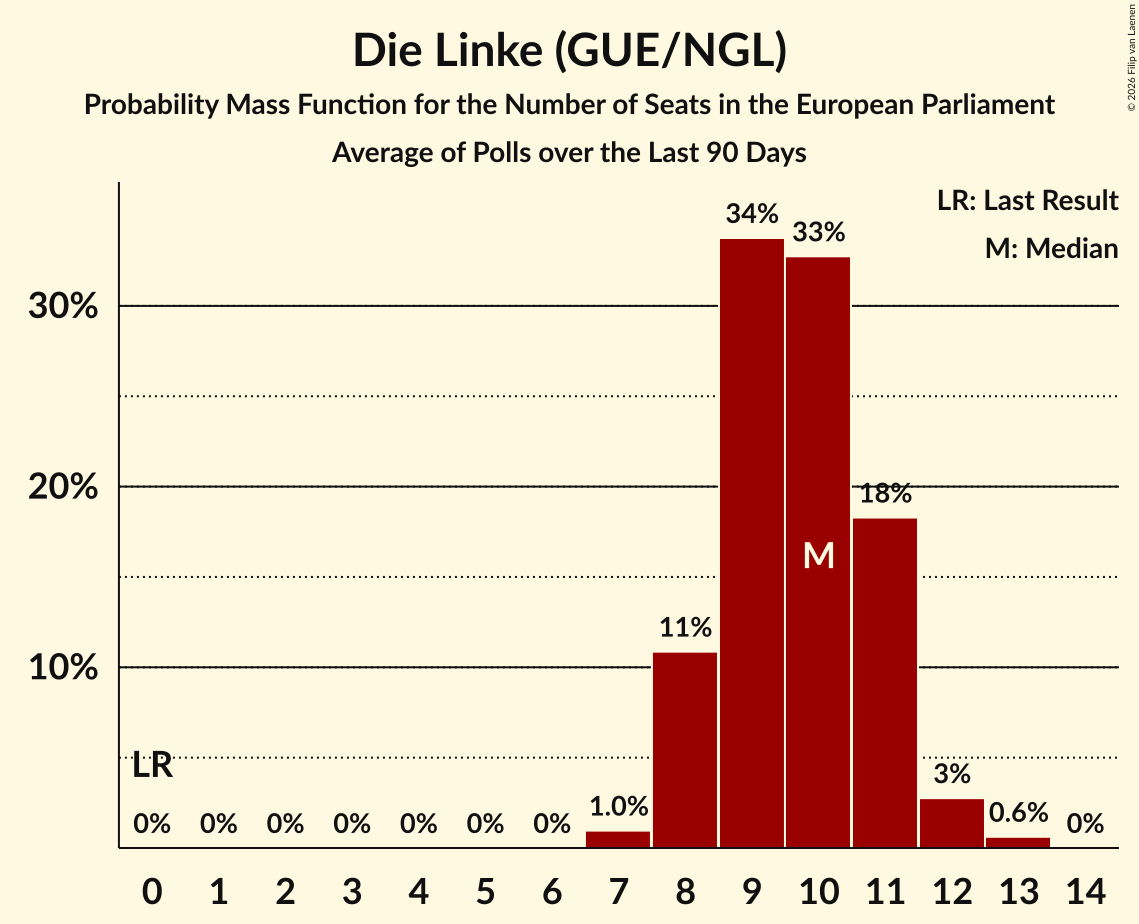 Die Linke (GUE/NGL)
Probability Mass Function for the Number of Seats in the European Parliament
Average of Polls over the Last 90 Days
© 2026 Filip van Laenen
LR: Last Result
M: Median
34%
33%
30%
20%
18%
M
11%
10%
LR
3%
1.0%
0.6%
0% 0% 0% 0% 0% 0% 0% 0%
0 1 2 3 4 5 6 7 8 9 10 11 12 13 14